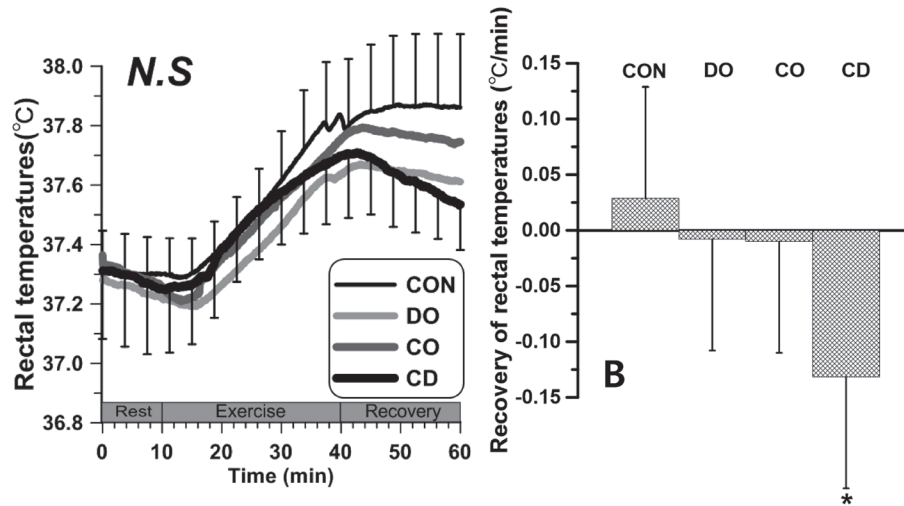 N.S
Rectal temperatures(℃)
38.0
37.8
37.6
37.4
37.2
37.0
36.8
CON
DO
CO
CD
Rest Exercise Recovery
0 10 20 30 40 50 60
Time (min)
Recovery of rectal temperatures (℃/min)
0.15
0.10
0.05
0.00
-0.05
-0.10
-0.15
CON DO CO CD
B
*